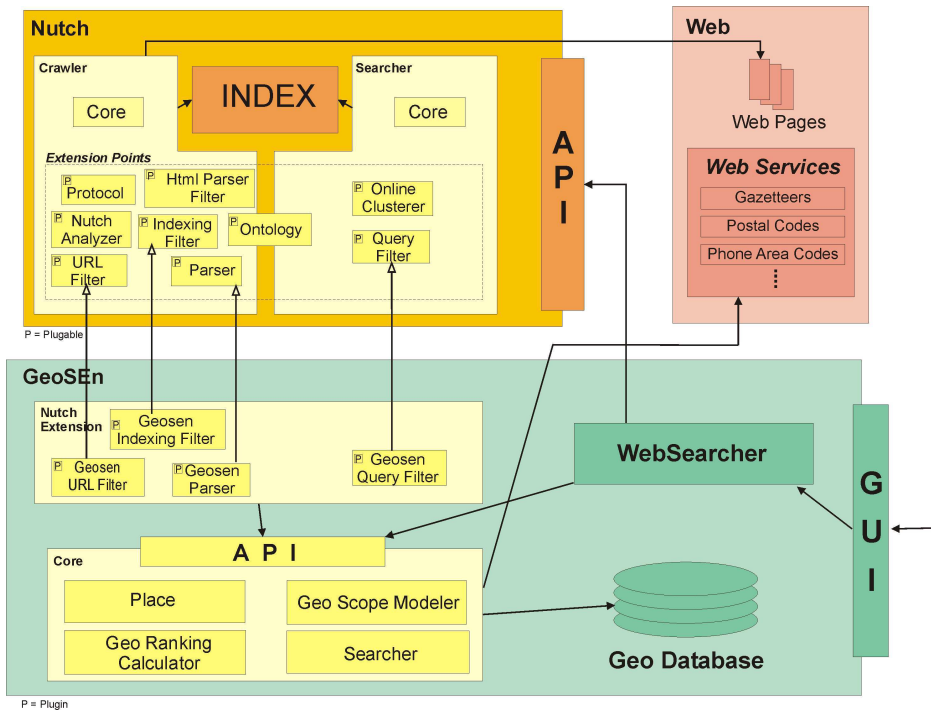 Nutch
Crawler
Core
INDEX
Searcher
Core
Extension Points
P
Protocol
P
Html Parser
Filter
P
Nutch
Analyzer
P
Indexing
Filter
P
Ontology
P
URL
Filter
P
Parser
P
Online
Clusterer
P
Query
Filter
A
P
I
P = Plugable
Web
Web Pages
Web Services
Gazetteers
Postal Codes
Phone Area Codes
GeoSEn
Nutch
Extension
P
Geosen
Indexing Filter
P
Geosen
URL Filter
P
Geosen
Parser
P
Geosen
Query Filter
WebSearcher
G
U
I
A P I
Core
Place
Geo Scope Modeler
Geo Ranking
Calculator
Searcher
Geo Database
P = Plugin